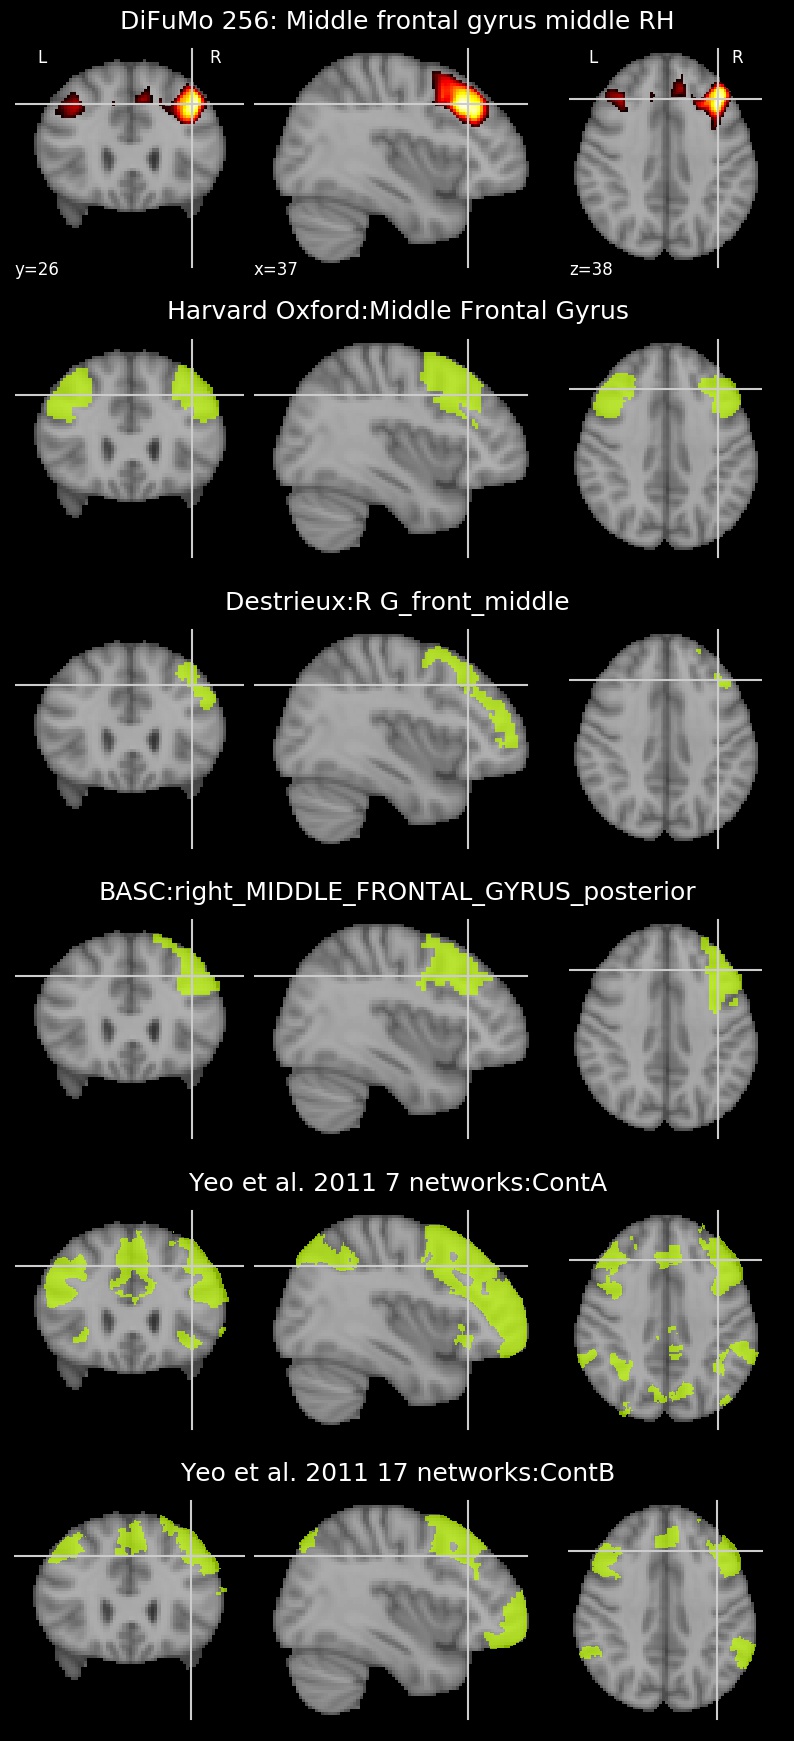 DiFuMo 256: Middle frontal gyrus middle RH
L R L R
y=26 x=37 z=38
Harvard Oxford:Middle Frontal Gyrus
Destrieux:R G_front_middle
BASC:right_MIDDLE_FRONTAL_GYRUS_posterior
Yeo et al. 2011 7 networks:ContA
Yeo et al. 2011 17 networks:ContB